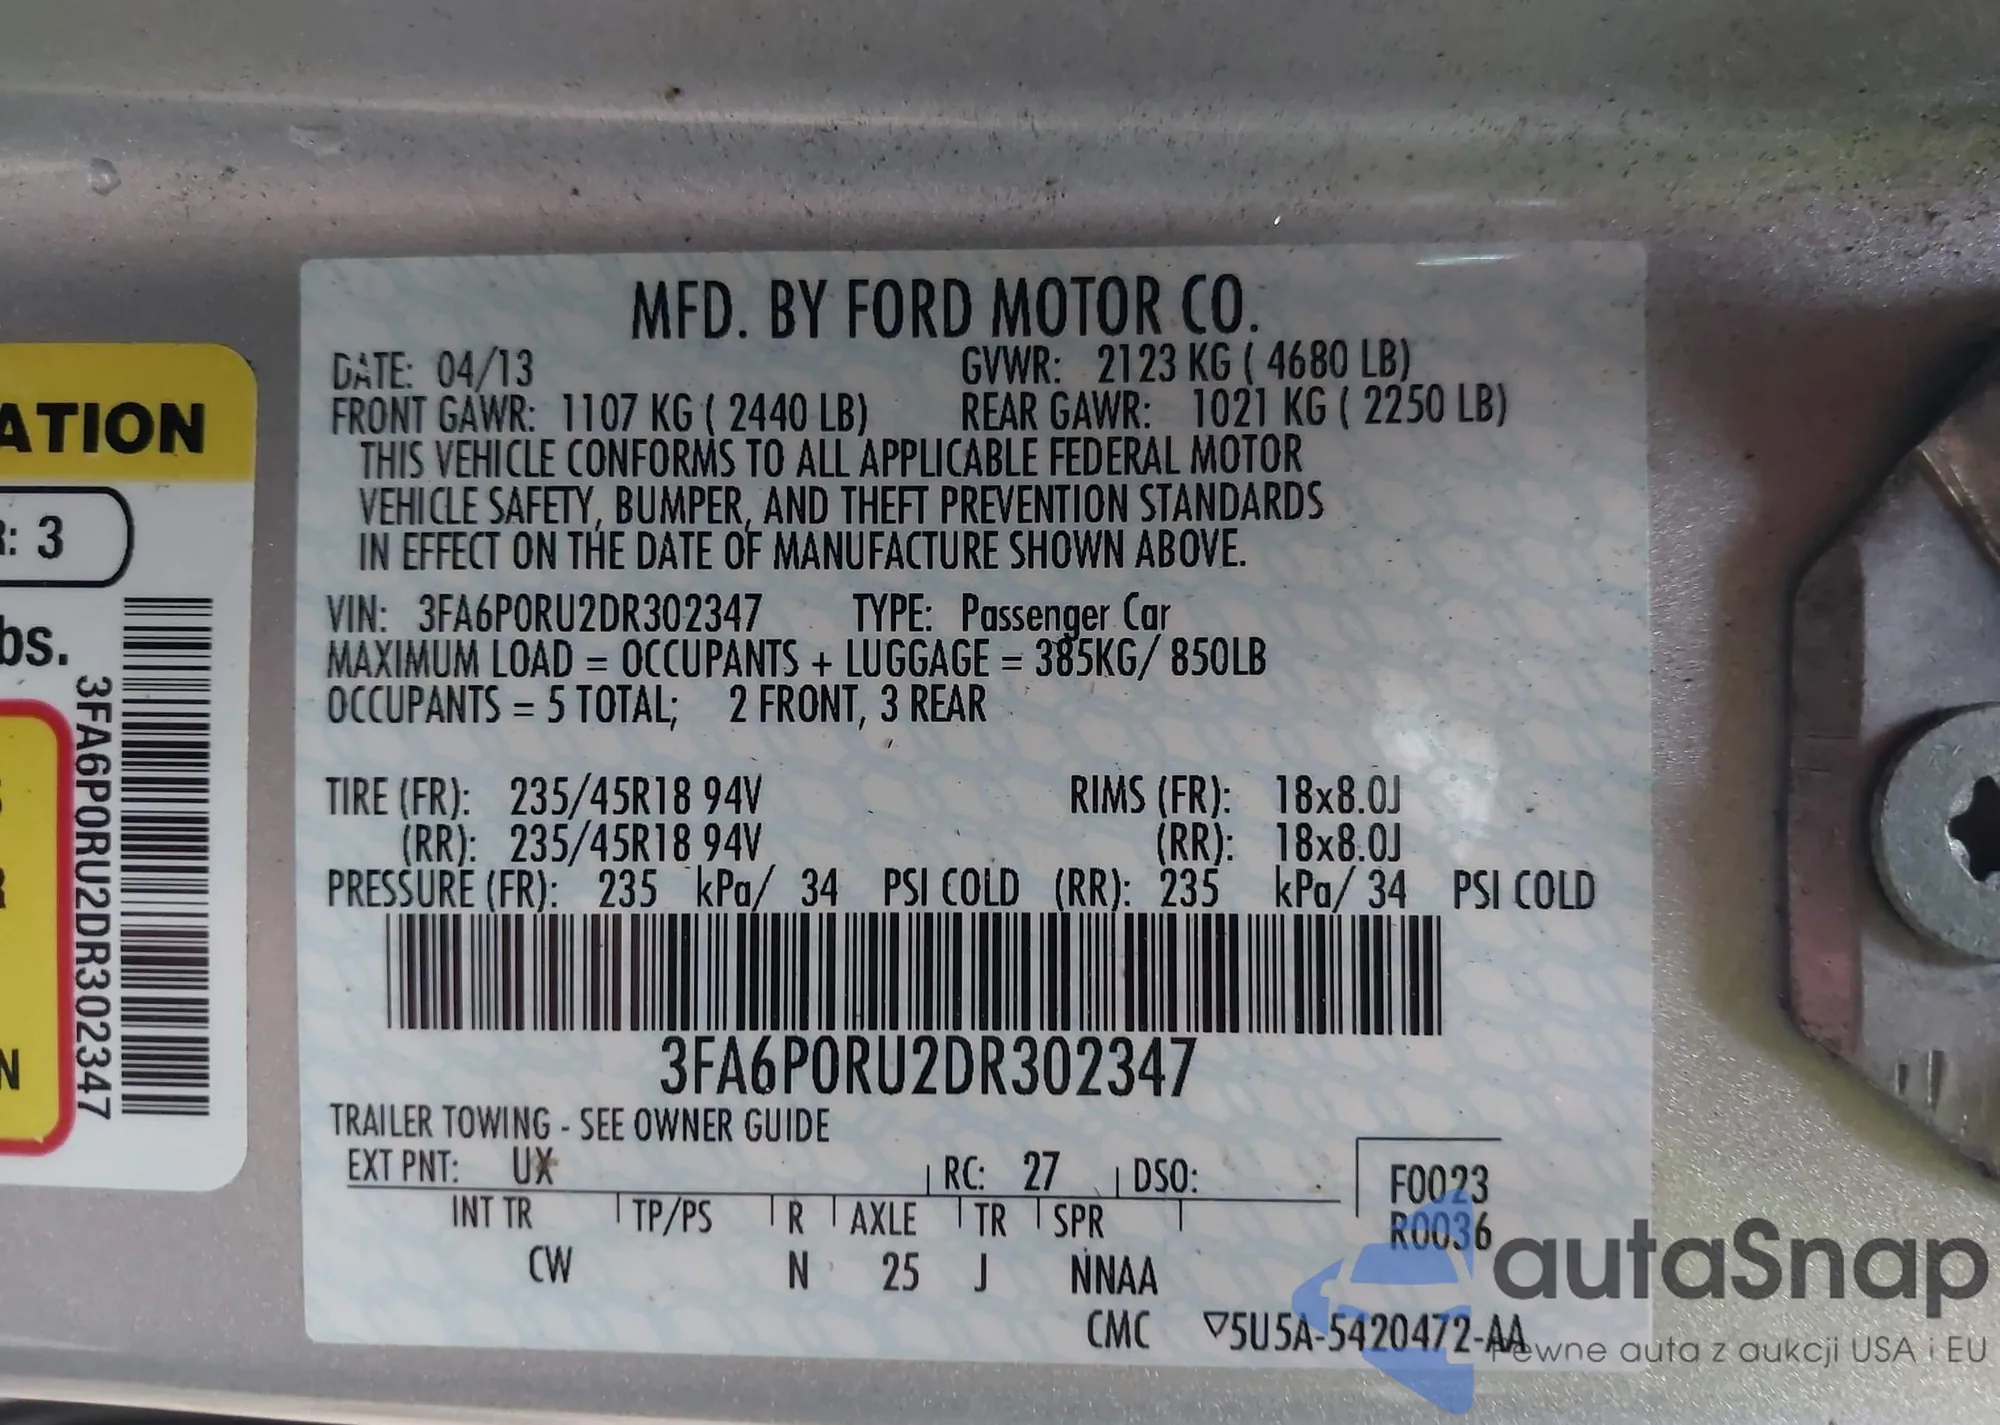 MFD. BY FORD MOTOR CO.
DATE: 04/13 GVWR: 2123 KG ( 4680 LB)
FRONT GAWR: 1107 KG ( 2440 LB) REAR GAWR: 1021 KG ( 2250 LB)
THIS VEHICLE CONFORMS TO ALL APPLICABLE FEDERAL MOTOR
VEHICLE SAFETY, BUMPER, AND THEFT PREVENTION STANDARDS
IN EFFECT ON THE DATE OF MANUFACTURE SHOWN ABOVE.
VIN: 3FA6P0RU2DR302347 TYPE: Passenger Car
MAXIMUM LOAD = OCCUPANTS + LUGGAGE = 385KG/ 850LB
OCCUPANTS = 5 TOTAL; 2 FRONT, 3 REAR
TIRE (FR): 235/45R18 94V RIMS (FR): 18x8.0J
(RR): 235/45R18 94V (RR): 18x8.0J
PRESSURE (FR): 235 kPa/ 34 PSI COLD (RR): 235 kPa/ 34 PSI COLD
3FA6P0RU2DR302347
TRAILER TOWING - SEE OWNER GUIDE
EXT PNT: UX RC: 27 DSO:
F0023
R0036
INT TR TP/PS R AXLE TR SPR
CW N 25 J NNAA
CMC ▽5U5A-5420472-AA
ATION
R: 3
bs.
3FA6P0RU2DR302347
N
autaSnap
Pewne auta z aukcji USA i EU